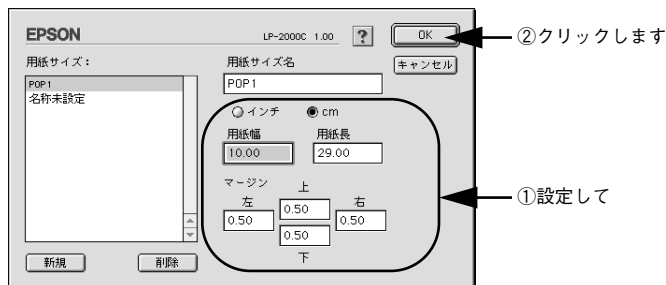 EPSON
LP-2000C 1.00
?
OK
②クリックします
用紙サイズ：
用紙サイズ名
キャンセル
POP1
POP1
名称未設定
インチ
cm
用紙幅
用紙長
10.00
29.00
マージン
上
左
右
0.50
0.50
0.50
①設定して
0.50
下
新規
削除